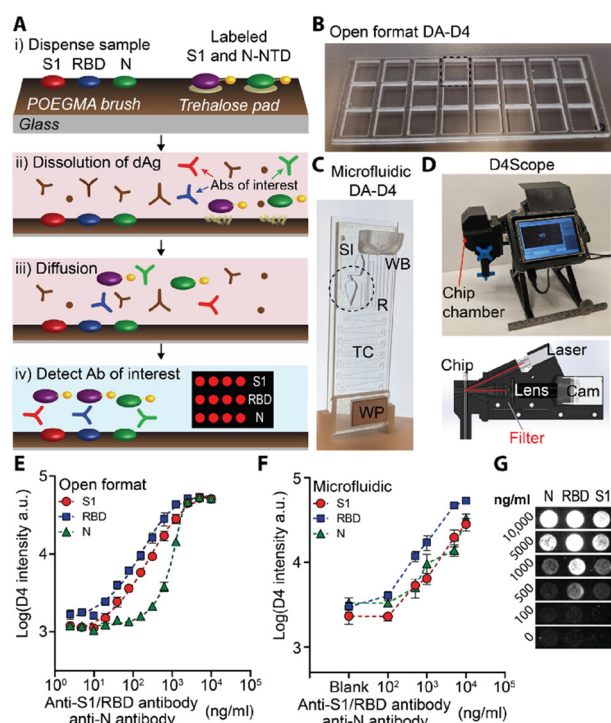 A
i) Dispense sample
S1 RBD N
Labeled
S1 and N-NTD
POEGMA brush
Trehalose pad
Glass
ii) Dissolution of dAg
Abs of interest
iii) Diffusion
iv) Detect Ab of interest
S1
RBD
N
B
Open format DA-D4
C
Microfluidic
DA-D4
SI
WB
R
TC
WP
D
D4Scope
Chip
chamber
Laser
Chip
Lens
Cam
Filter
E
Open format
S1
RBD
N
Log(D4 intensity a.u.)
5
4
3
10⁰ 10¹ 10² 10³ 10⁴ 10⁵
Anti-S1/RBD antibody
anti-N antibody
(ng/ml)
F
Microfluidic
S1
RBD
N
Log(D4 intensity a.u.)
5
4
3
Blank 10² 10³ 10⁴ 10⁵
Anti-S1/RBD antibody
anti-N antibody
(ng/ml)
G
ng/ml N RBD S1
10,000
5000
1000
500
100
0